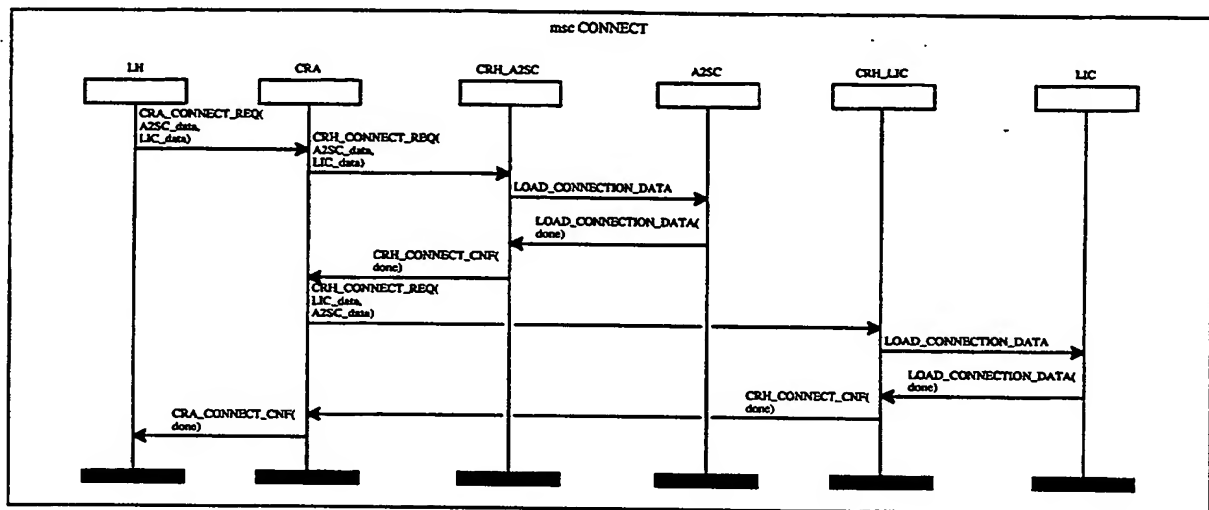 msc CONNECT
LH
CRA
CRH_A2SC
A2SC
CRH_LIC
LIC
CRA_CONNECT_REQ(
A2SC_data,
LIC_data)
CRH_CONNECT_REQ(
A2SC_data,
LIC_data)
LOAD_CONNECTION_DATA
LOAD_CONNECTION_DATA(
done)
CRH_CONNECT_CNF(
done)
CRH_CONNECT_REQ(
LIC_data,
A2SC_data)
LOAD_CONNECTION_DATA
LOAD_CONNECTION_DATA(
done)
CRH_CONNECT_CNF(
done)
CRA_CONNECT_CNF(
done)